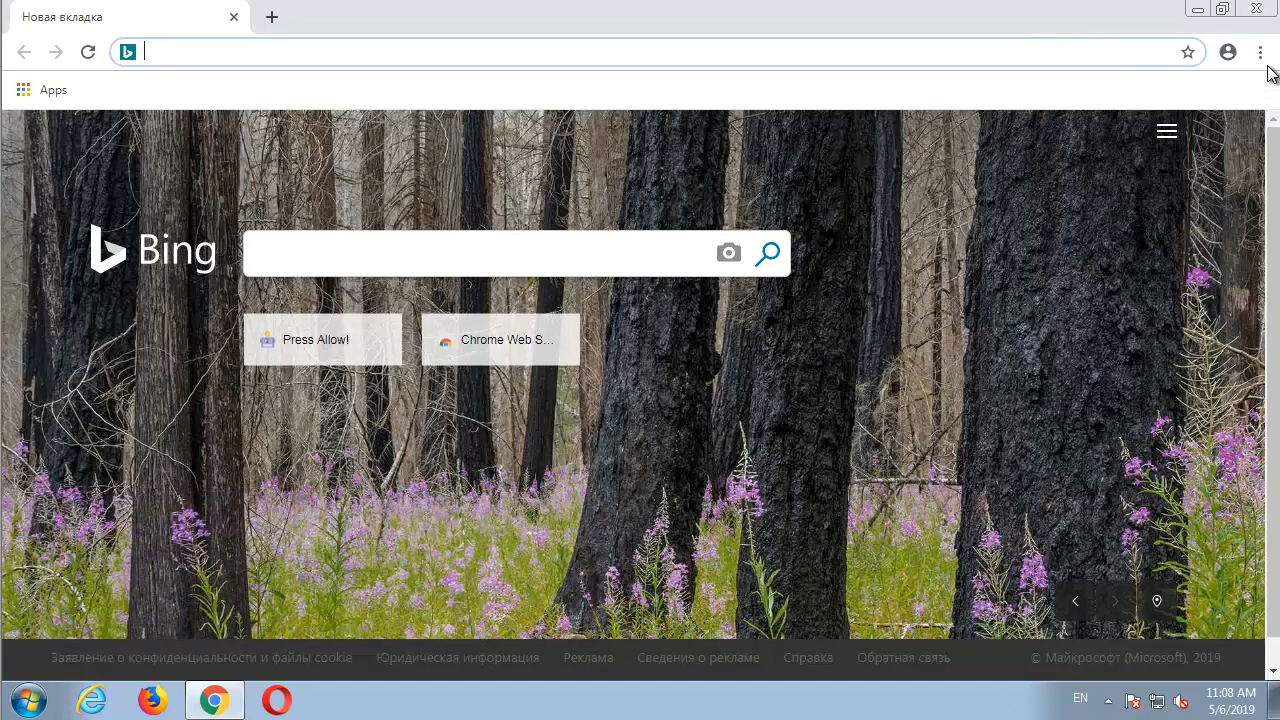 Новая вкладка
Apps
Bing
Press Allow!
Chrome Web S...
Заявление о конфиденциальности и файлы cookie
Юридическая информация
Реклама
Сведения о рекламе
Справка
Обратная связь
© Майкрософт (Microsoft), 2019
EN
11:08 AM
5/6/2019